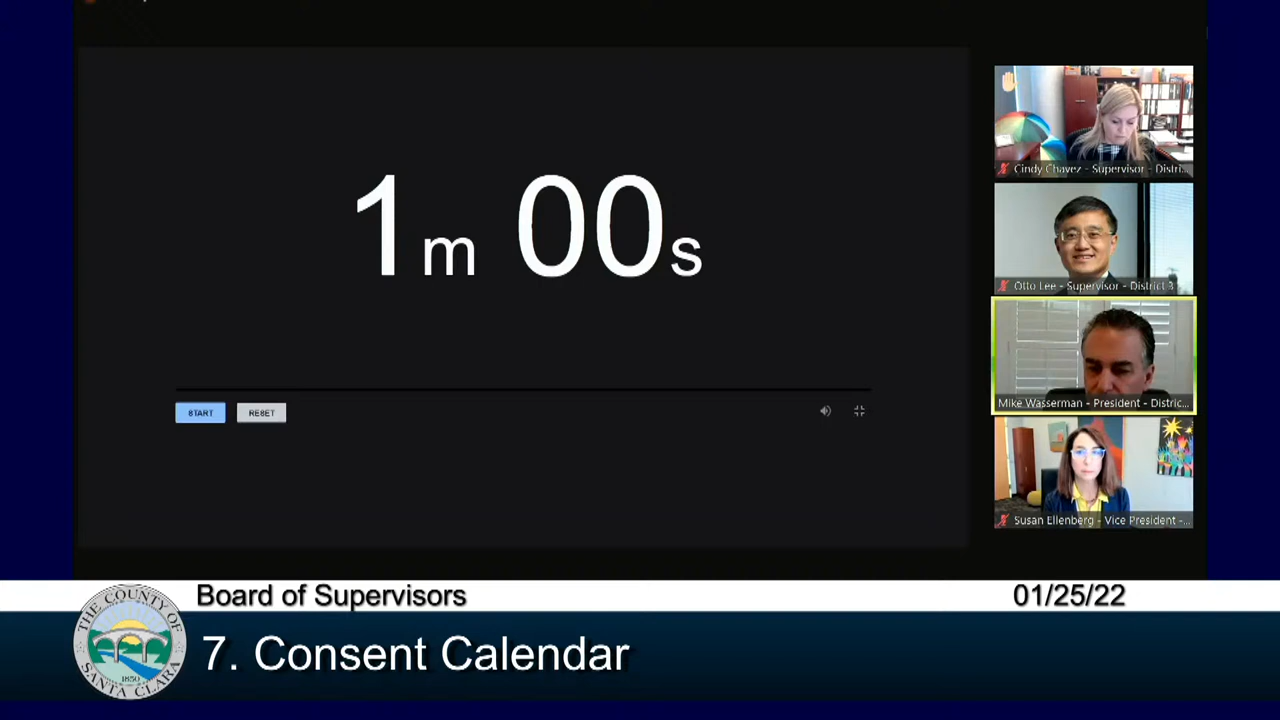 1m 00s
START RESET
Cindy Chavez - Supervisor - Distri...
Otto Lee - Supervisor - District 3
Mike Wasserman - President - Distric...
Susan Ellenberg - Vice President -...
THE COUNTY OF
SANTA CLARA
1850
Board of Supervisors
01/25/22
7. Consent Calendar